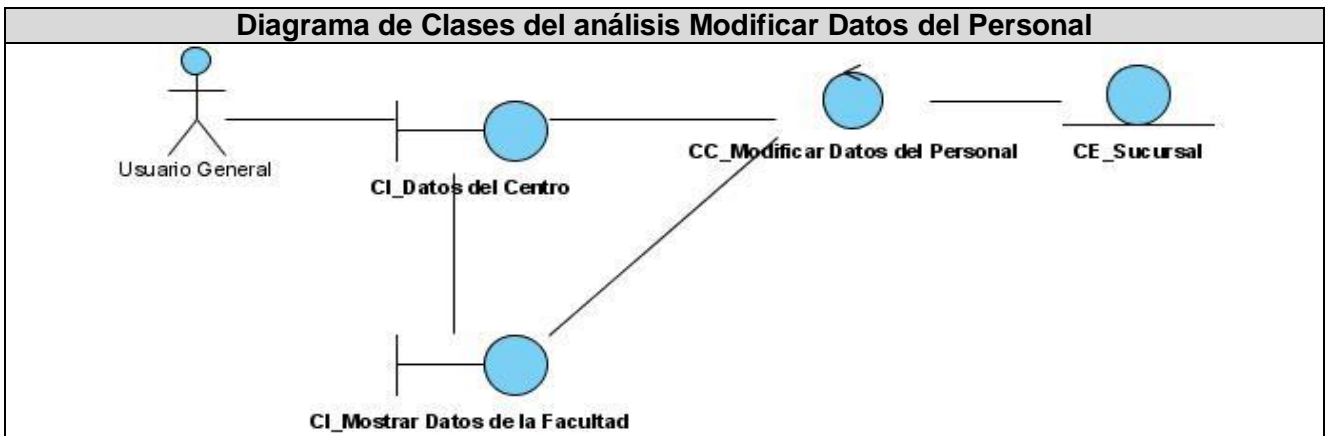 Diagrama de Clases del análisis Modificar Datos del Personal
Usuario General
CI_Datos del Centro
CC_Modificar Datos del Personal
CE_Sucursal
CI_Mostrar Datos de la Facultad